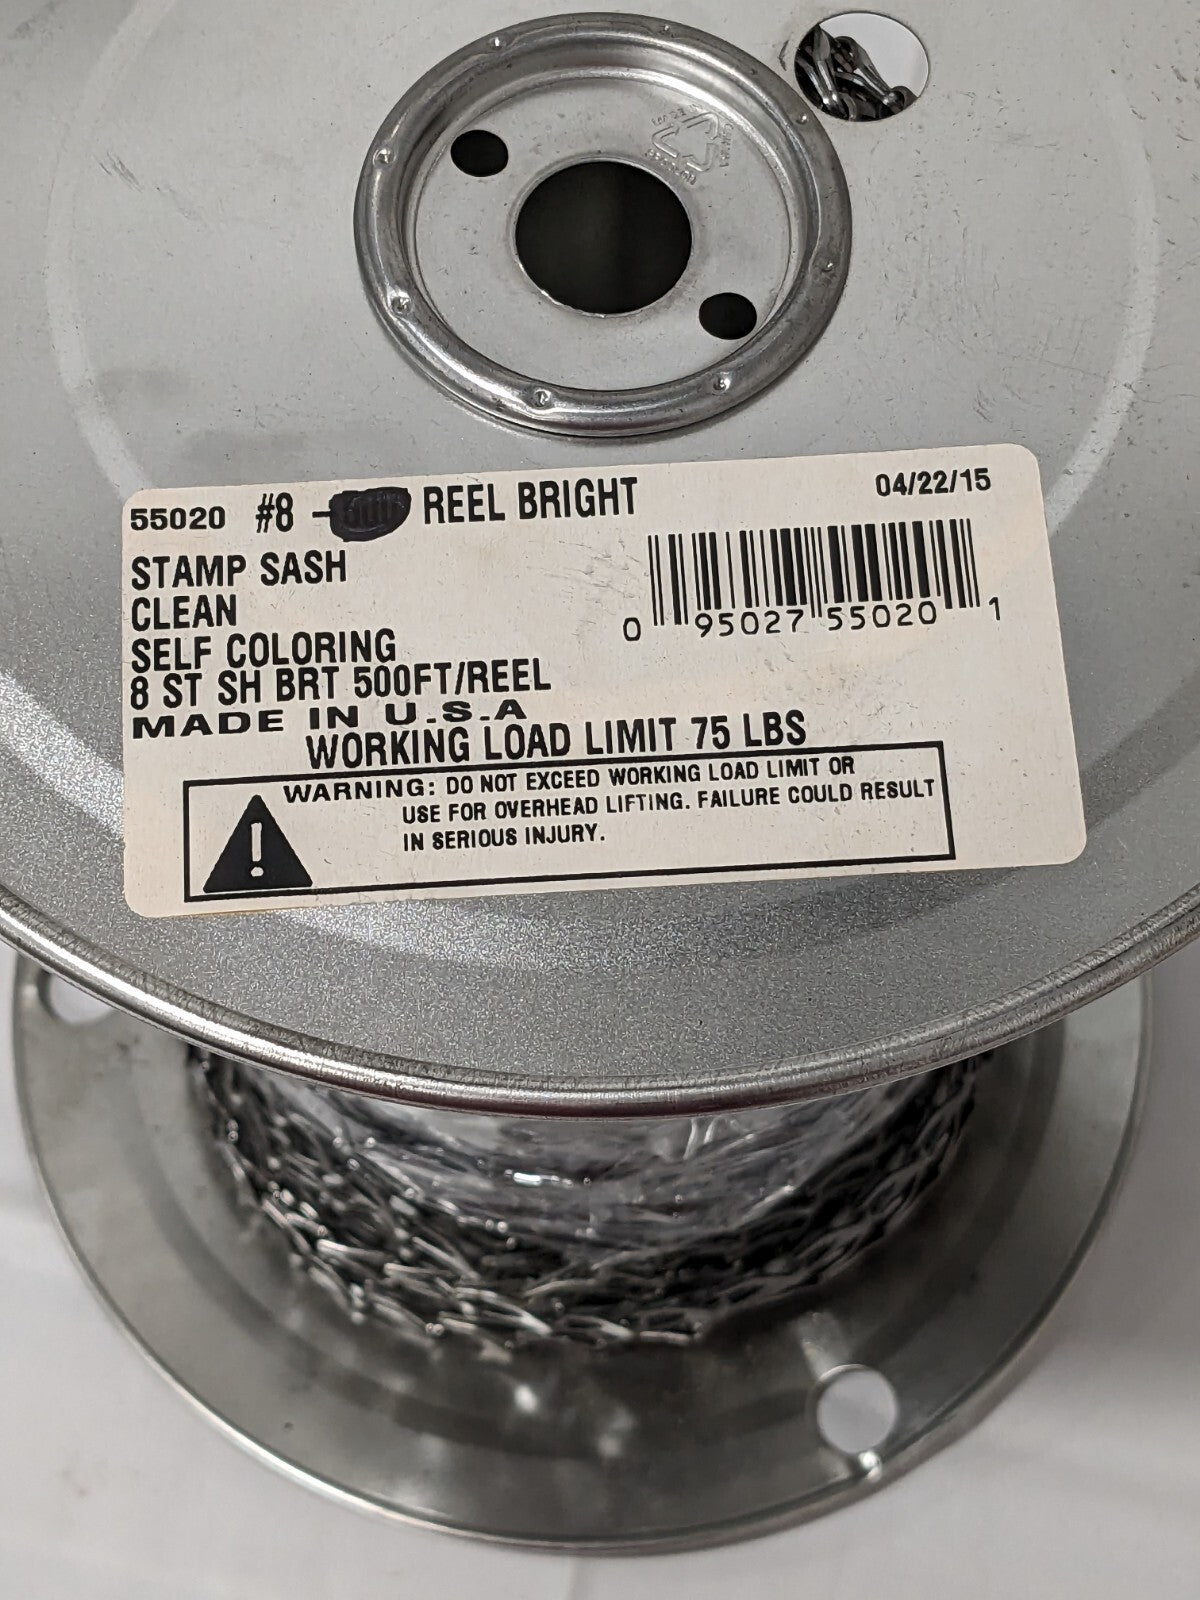 55020 #8 - REEL BRIGHT 04/22/15
STAMP SASH
CLEAN
SELF COLORING
8 ST SH BRT 500FT/REEL
MADE IN U.S.A
WORKING LOAD LIMIT 75 LBS
0 95027 55020 1
WARNING: DO NOT EXCEED WORKING LOAD LIMIT OR
USE FOR OVERHEAD LIFTING. FAILURE COULD RESULT
IN SERIOUS INJURY.